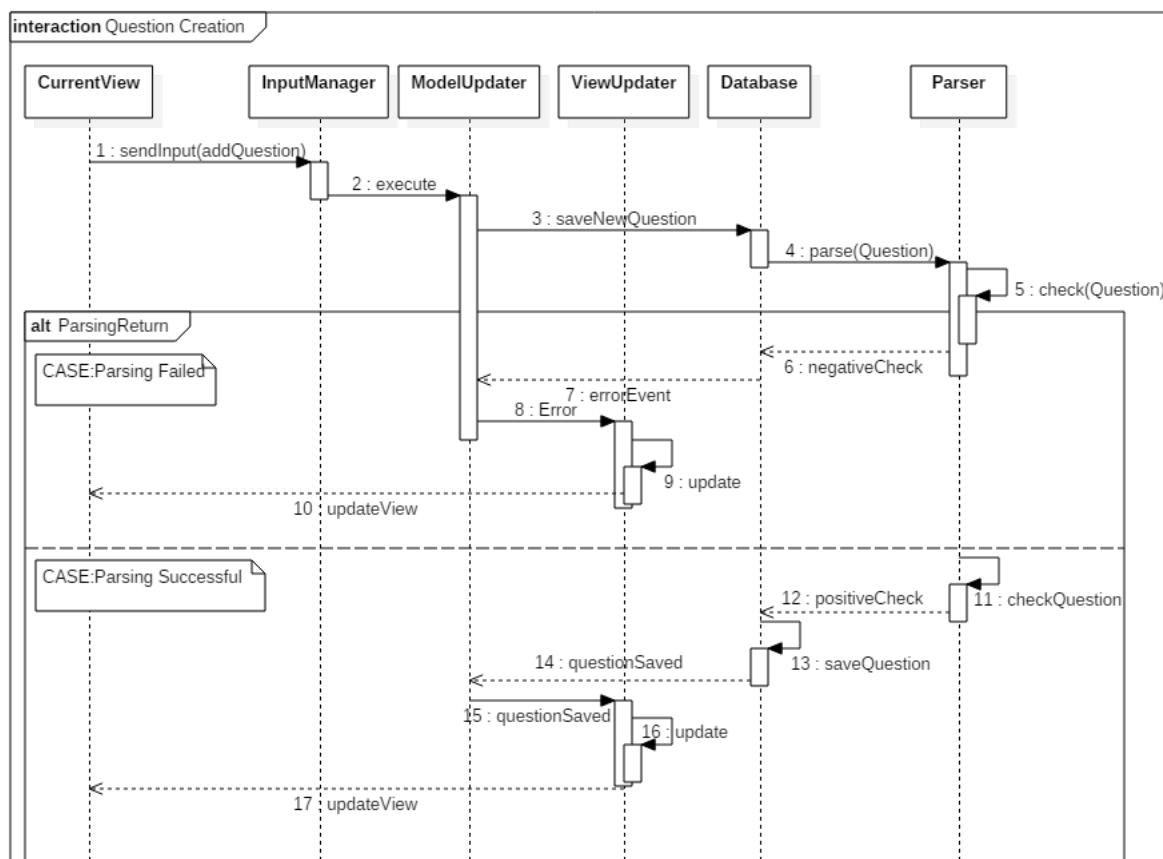 interaction Question Creation
CurrentView
InputManager
ModelUpdater
ViewUpdater
Database
Parser
1 : sendInput(addQuestion)
2 : execute
3 : saveNewQuestion
4 : parse(Question)
5 : check(Question)
alt ParsingReturn
CASE:Parsing Failed
6 : negativeCheck
7 : errorEvent
8 : Error
9 : update
10 : updateView
CASE:Parsing Successful
11 : checkQuestion
12 : positiveCheck
13 : saveQuestion
14 : questionSaved
15 : questionSaved
16 : update
17 : updateView